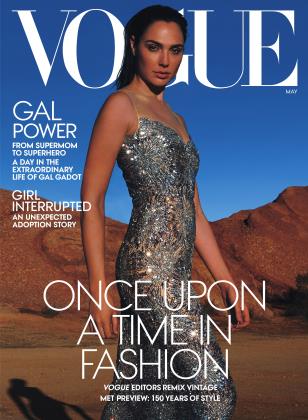 VOGUE
MAY
GAL
POWER
FROM SUPERMOM
TO SUPERHERO
A DAY IN THE
EXTRAORDINARY
LIFE OF GAL GADOT
GIRL
INTERRUPTED
AN UNEXPECTED
ADOPTION STORY
ONCE UPON
A TIME IN
FASHION
VOGUE EDITORS REMIX VINTAGE
MET PREVIEW: 150 YEARS OF STYLE